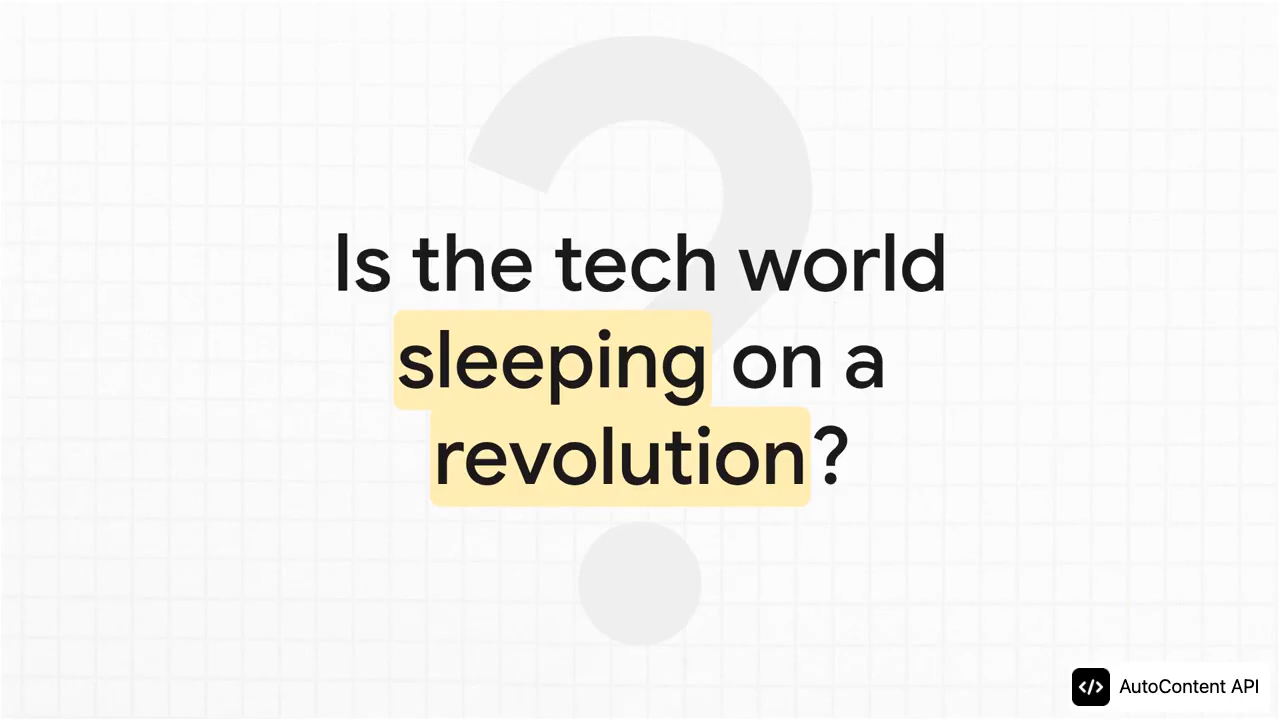 Is the tech world
sleeping on a
revolution?
</> AutoContent API